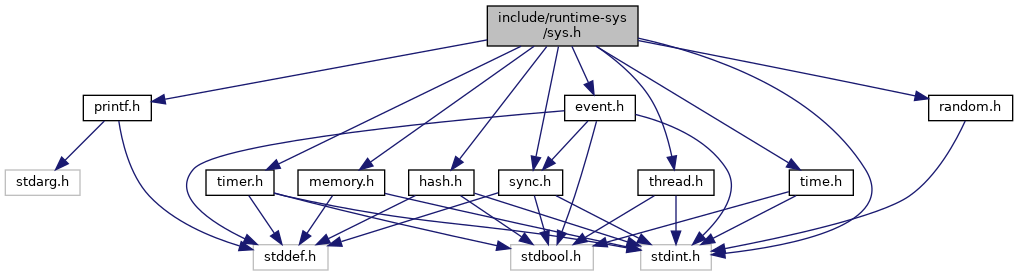 include/runtime-sys
/sys.h
printf.h
event.h
random.h
stdarg.h
timer.h
memory.h
hash.h
sync.h
thread.h
time.h
stddef.h
stdbool.h
stdint.h